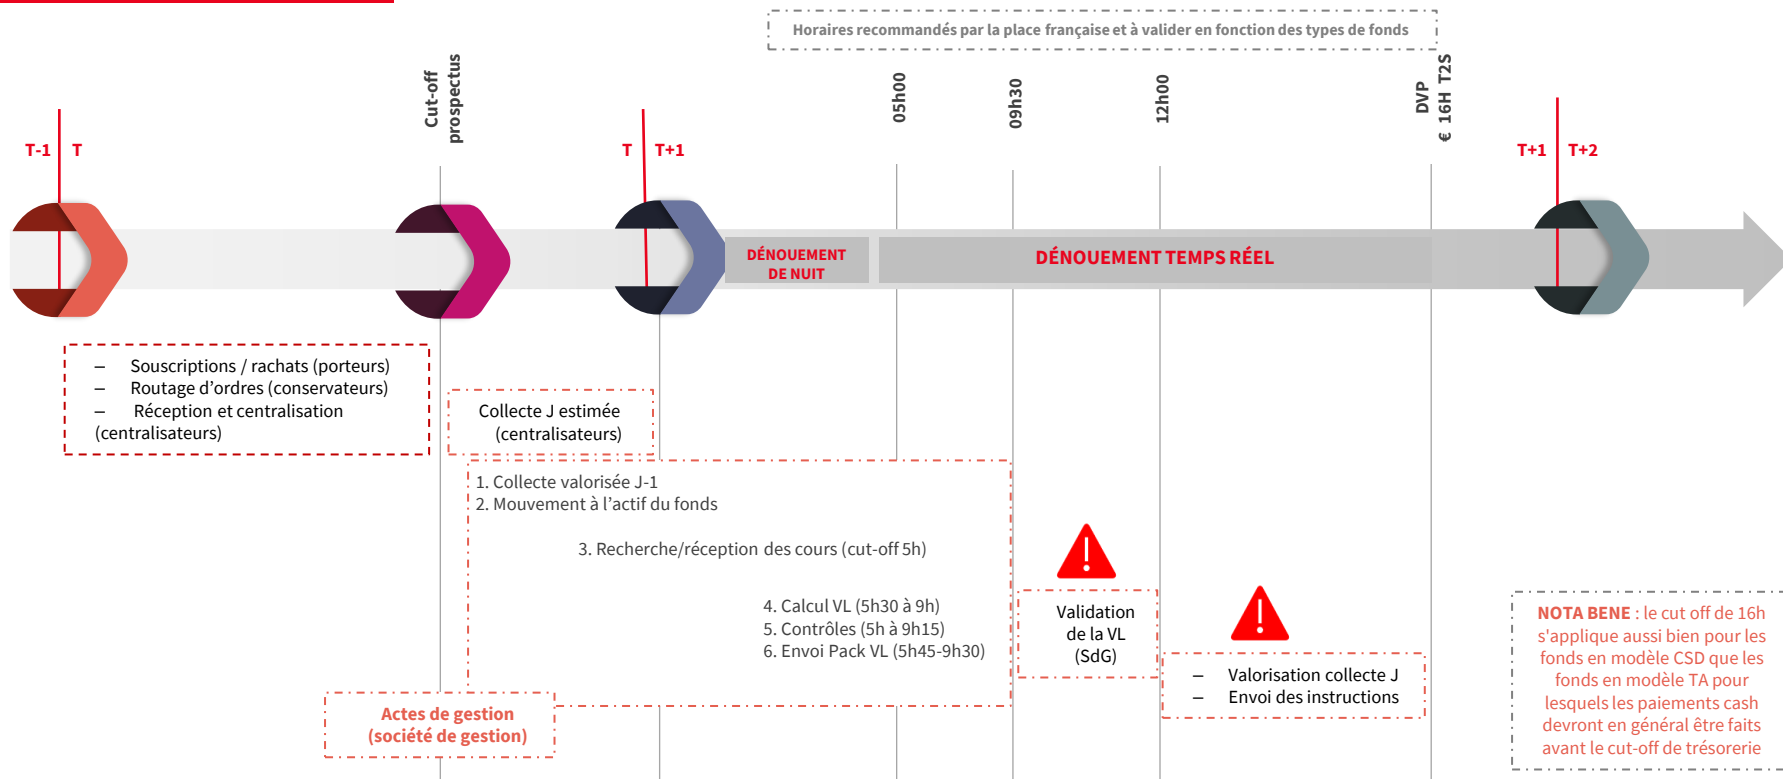 Horaires recommandés par la place française et à valider en fonction des types de fonds
Cut-off
prospectus
05h00
09h30
12h00
DVP
€ 16H T2S
T-1
T
T
T+1
T+1
T+2
DÉNOUEMENT
DE NUIT
DÉNOUEMENT TEMPS RÉEL
– Souscriptions / rachats (porteurs)
– Routage d'ordres (conservateurs)
– Réception et centralisation
(centralisateurs)
Collecte J estimée
(centralisateurs)
1. Collecte valorisée J-1
2. Mouvement à l'actif du fonds
3. Recherche/réception des cours (cut-off 5h)
4. Calcul VL (5h30 à 9h)
5. Contrôles (5h à 9h15)
6. Envoi Pack VL (5h45-9h30)
Actes de gestion
(société de gestion)
Validation
de la VL
(SdG)
– Valorisation collecte J
– Envoi des instructions
NOTA BENE : le cut off de 16h
s'applique aussi bien pour les
fonds en modèle CSD que les
fonds en modèle TA pour
lesquels les paiements cash
devront en général être faits
avant le cut-off de trésorerie